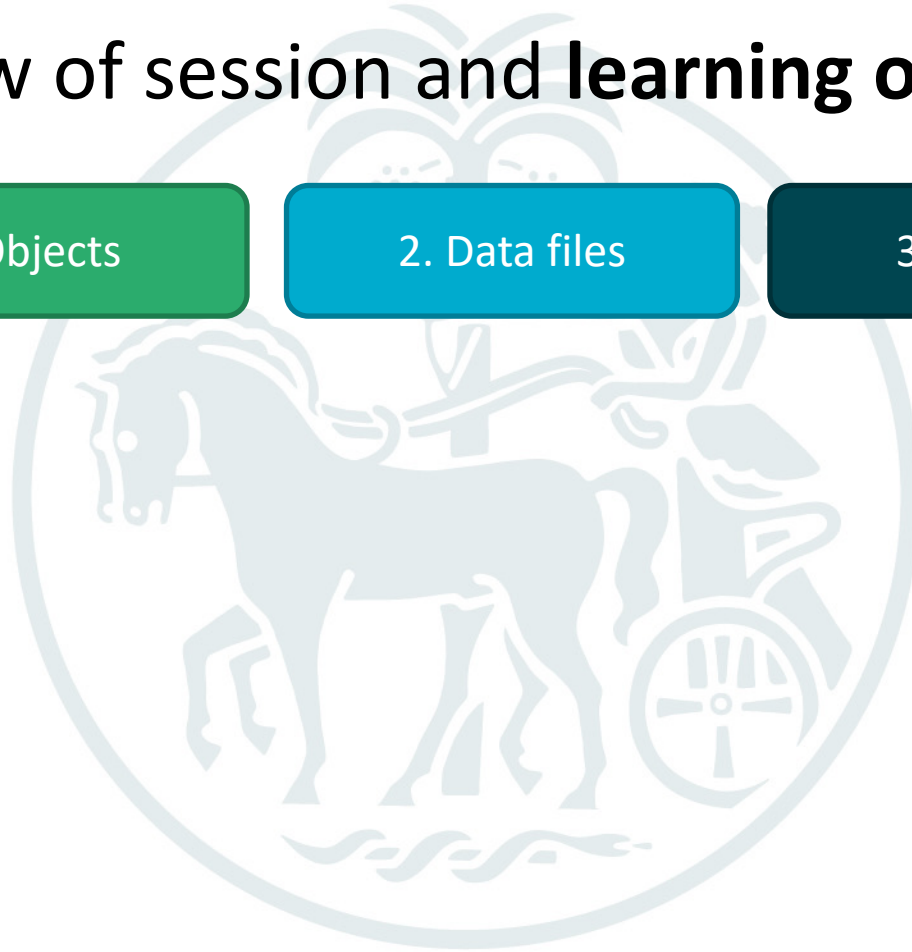 w of session and learning o
bjects
2. Data files
3